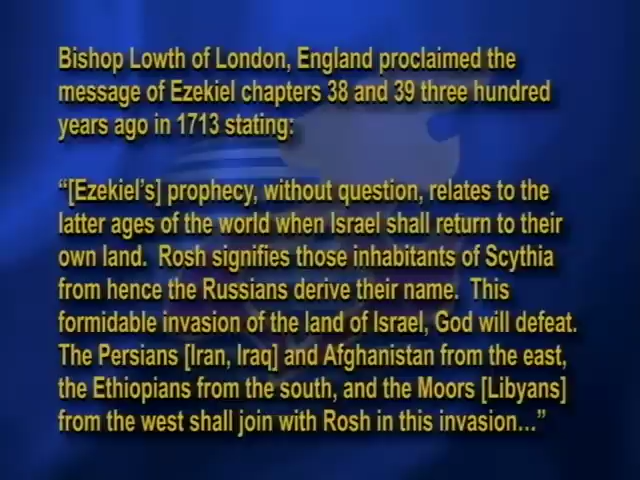 Bishop Lowth of London, England proclaimed the
message of Ezekiel chapters 38 and 39 three hundred
years ago in 1713 stating:
“[Ezekiel’s] prophecy, without question, relates to the
latter ages of the world when Israel shall return to their
own land. Rosh signifies those inhabitants of Scythia
from hence the Russians derive their name. This
formidable invasion of the land of Israel, God will defeat.
The Persians [Iran, Iraq] and Afghanistan from the east,
the Ethiopians from the south, and the Moors [Libyans]
from the west shall join with Rosh in this invasion…”